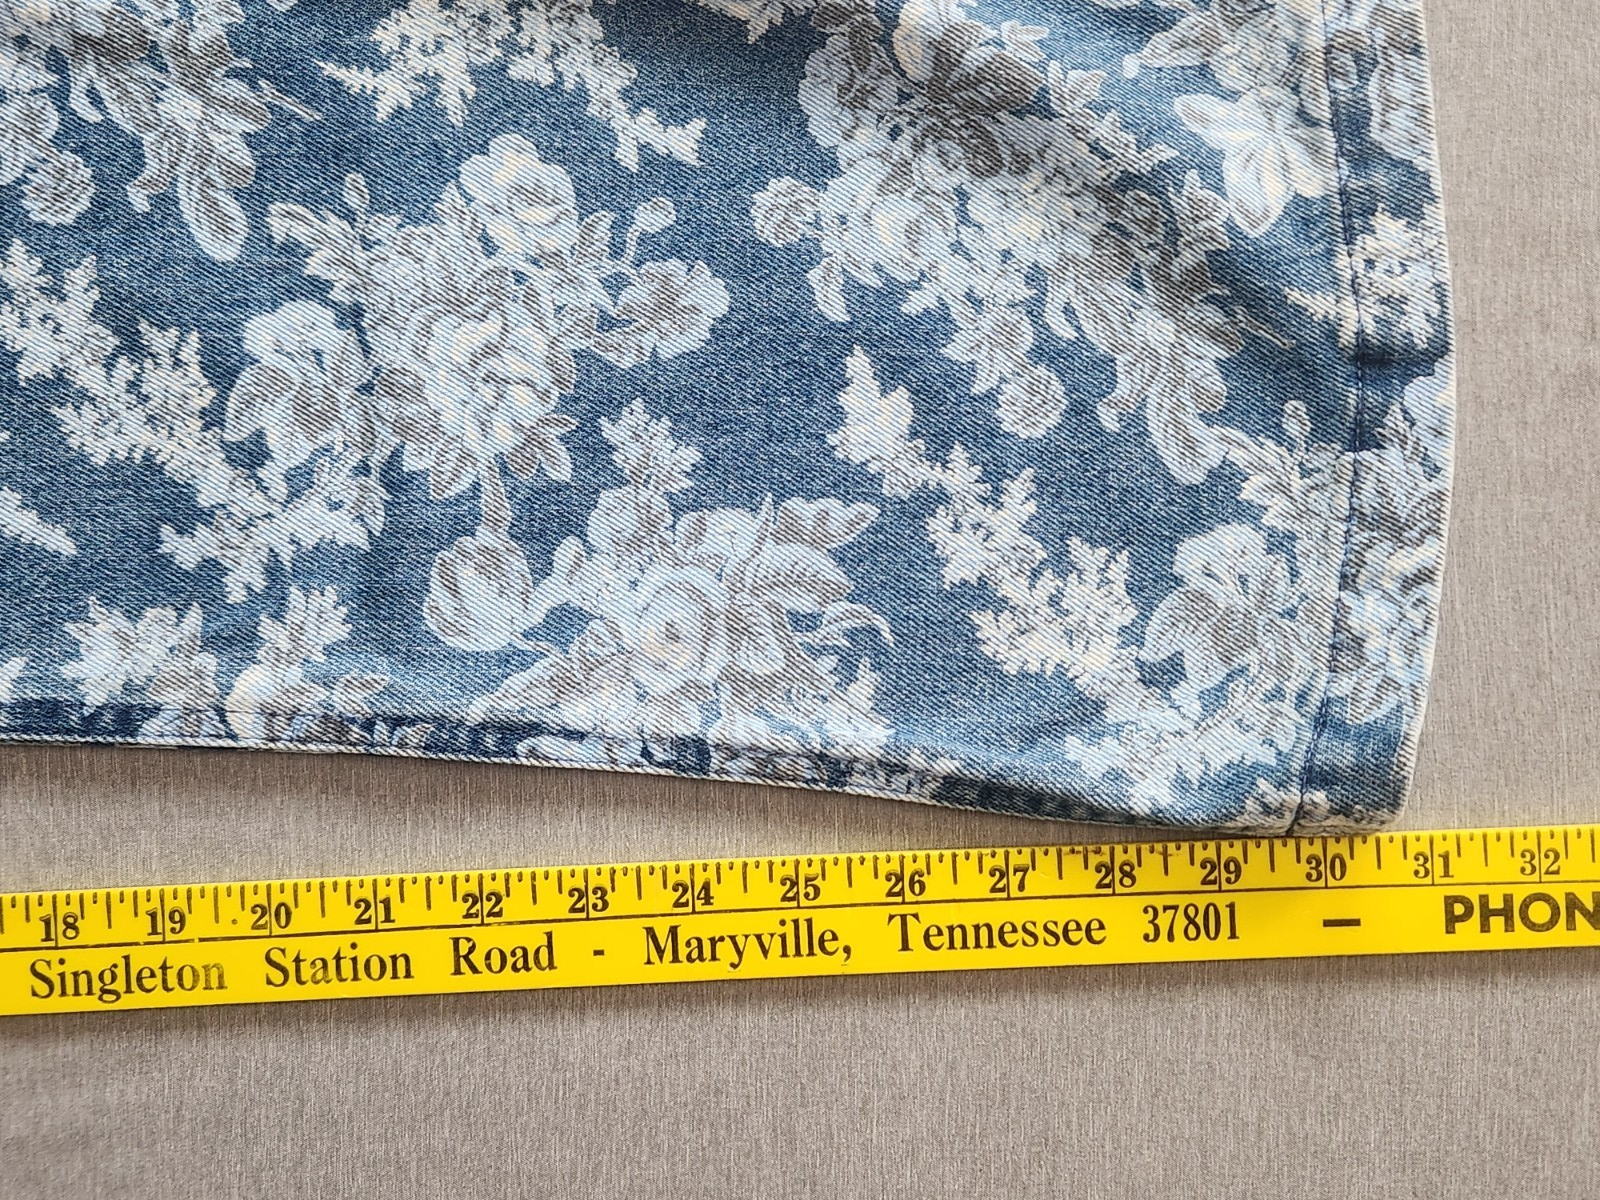 18 19 20 21 22 23 24 25 26 27 28 29 30 31 32
Singleton Station Road - Maryville, Tennessee 37801 — PHON